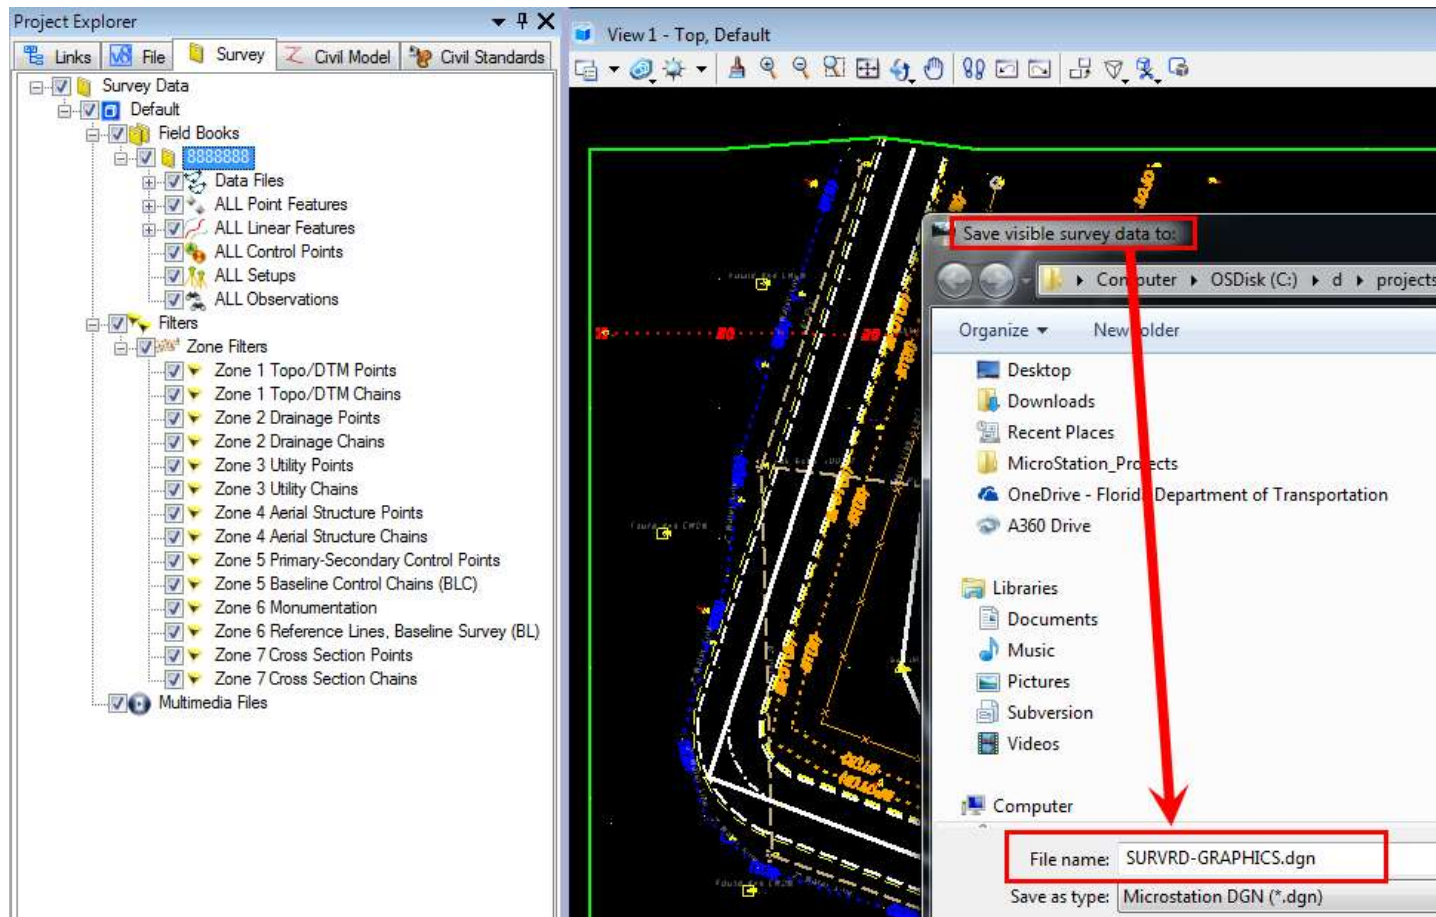 Project Explorer
Links File Survey Civil Model Civil Standards
Survey Data
Default
Field Books
8888888
Data Files
ALL Point Features
ALL Linear Features
ALL Control Points
ALL Setups
ALL Observations
Filters
Zone Filters
Zone 1 Topo/DTM Points
Zone 1 Topo/DTM Chains
Zone 2 Drainage Points
Zone 2 Drainage Chains
Zone 3 Utility Points
Zone 3 Utility Chains
Zone 4 Aerial Structure Points
Zone 4 Aerial Structure Chains
Zone 5 Primary-Secondary Control Points
Zone 5 Baseline Control Chains (BLC)
Zone 6 Monumentation
Zone 6 Reference Lines, Baseline Survey (BL)
Zone 7 Cross Section Points
Zone 7 Cross Section Chains
Multimedia Files
View 1 - Top, Default
Save visible survey data to:
Computer OSDisk (C:) d projects
Organize New folder
Desktop
Downloads
Recent Places
MicroStation_Projects
OneDrive - Florida Department of Transportation
A360 Drive
Libraries
Documents
Music
Pictures
Subversion
Videos
Computer
File name: SURVRD-GRAPHICS.dgn
Save as type: Microstation DGN (*.dgn)